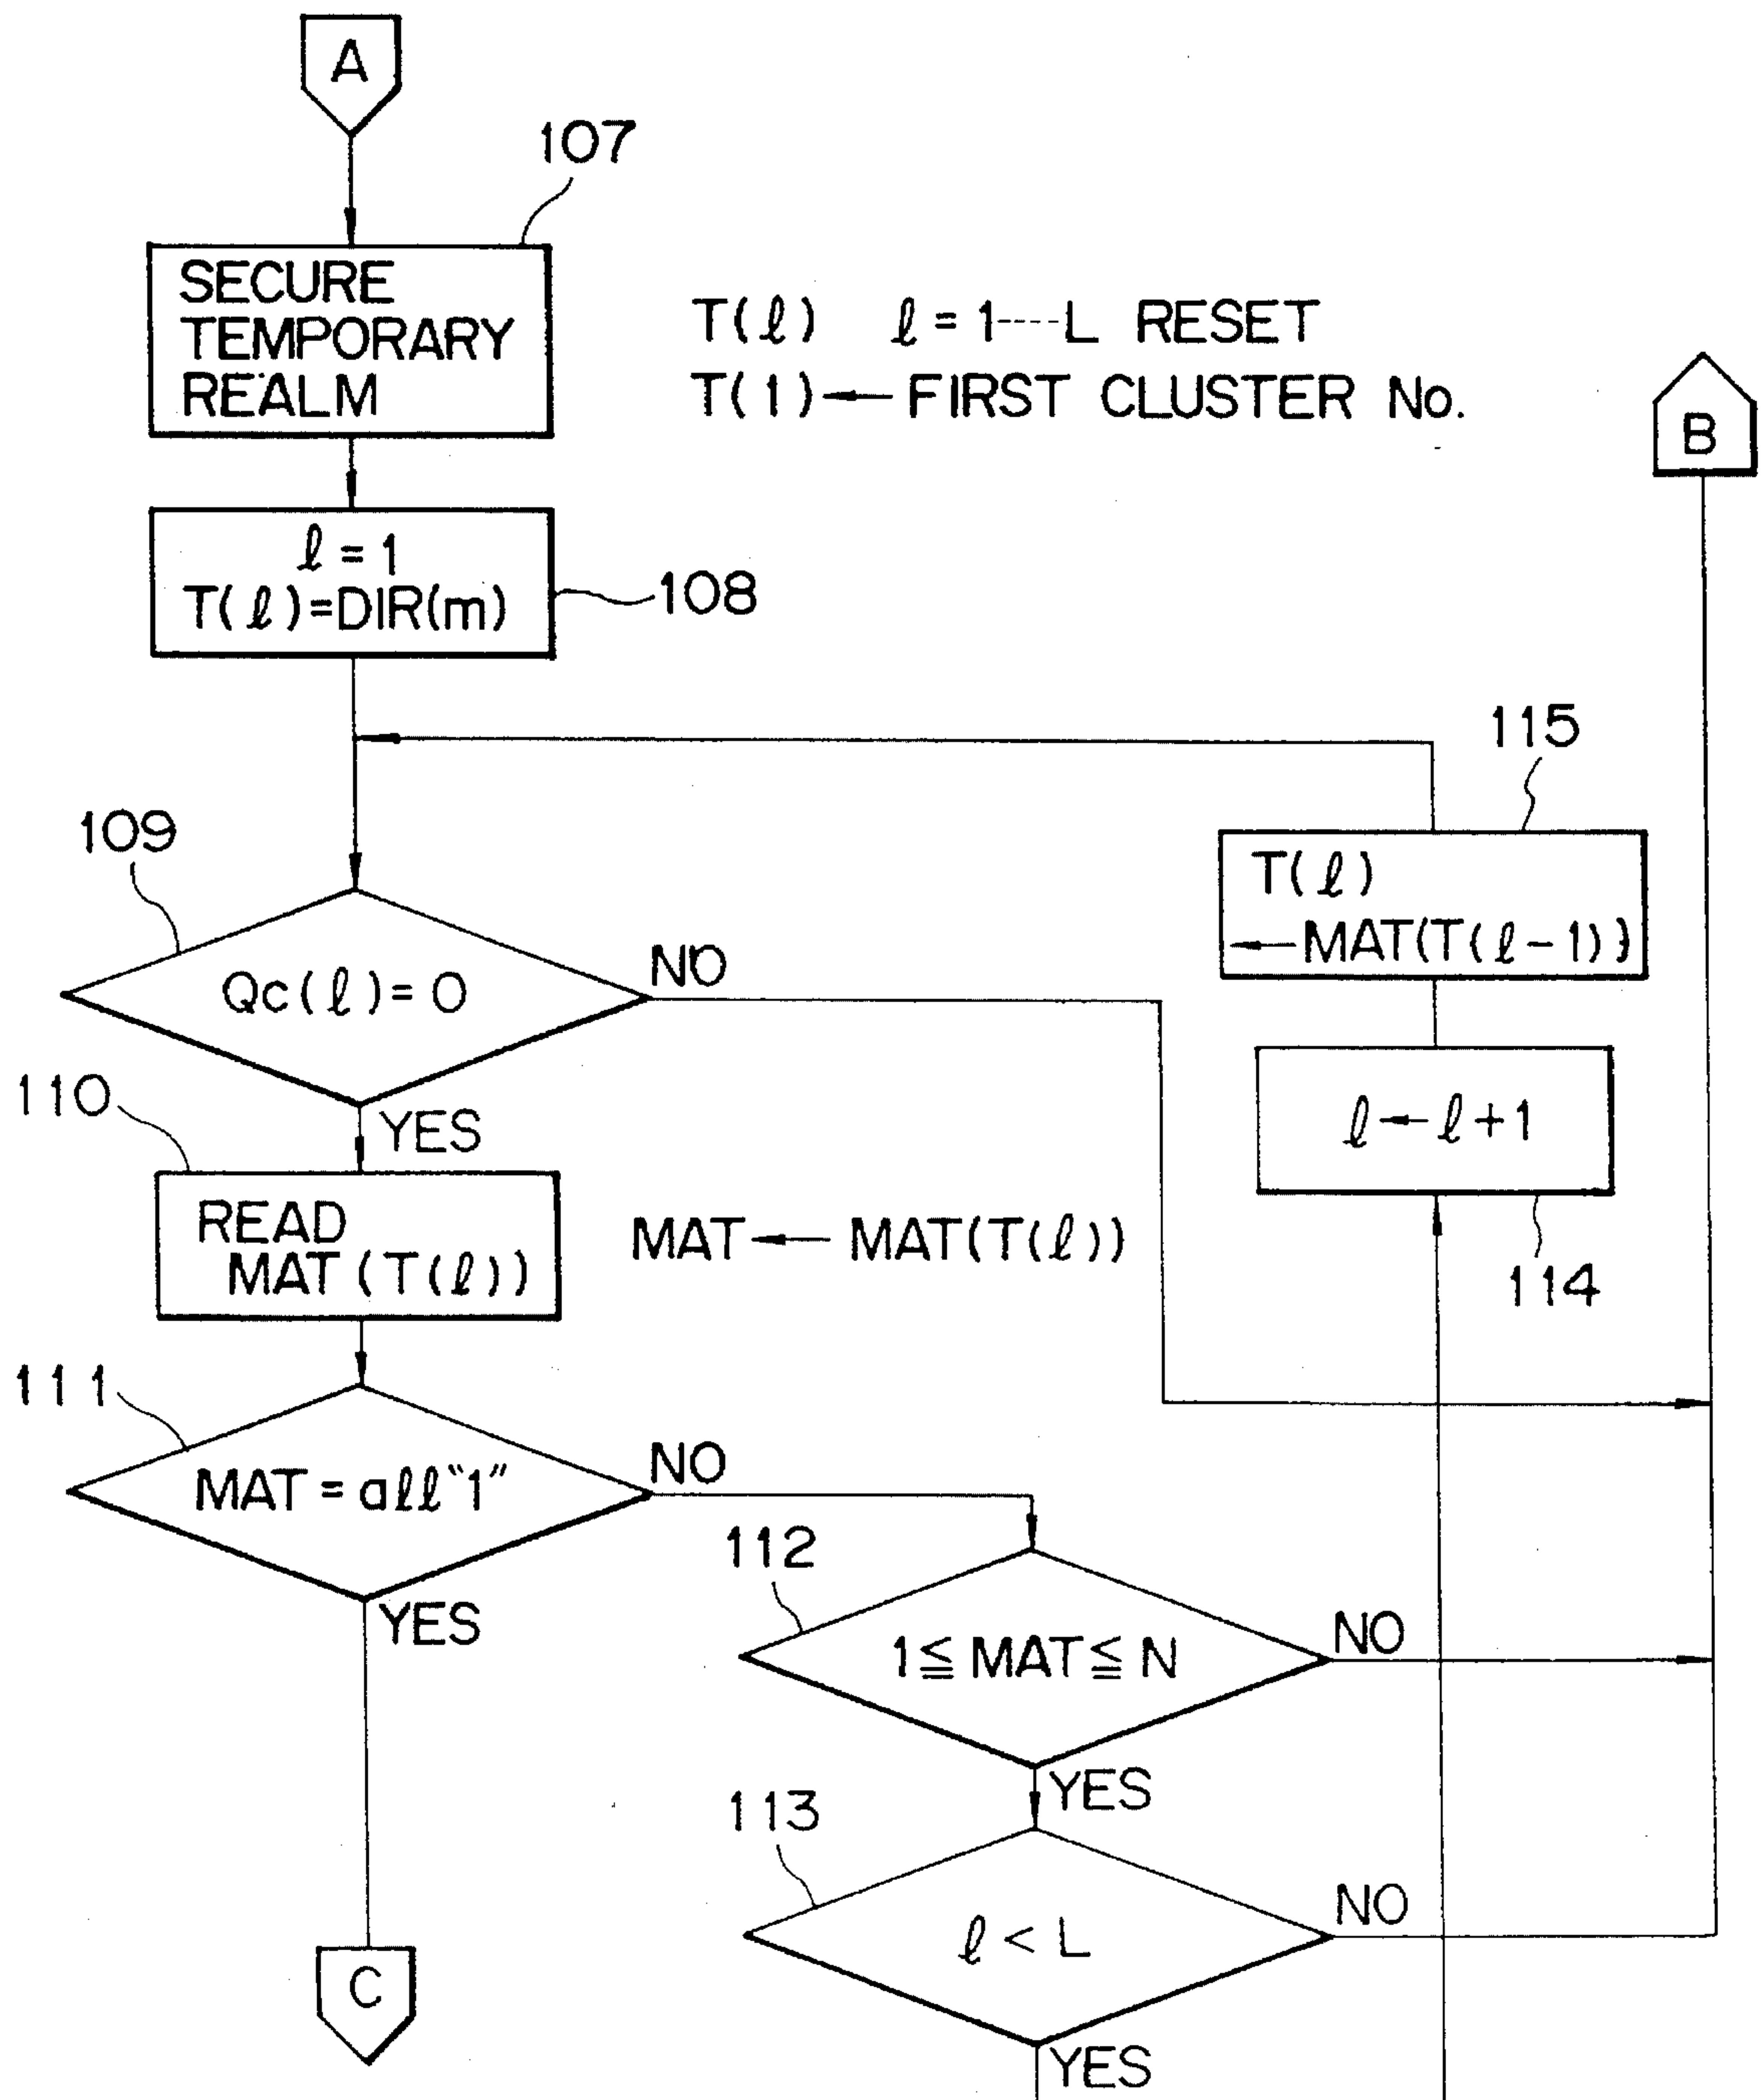 A
107
SECURE
TEMPORARY
REALM
T(ℓ) ℓ = 1----L RESET
T(1) ← FIRST CLUSTER No.
B
ℓ = 1
T(ℓ)=DIR(m)
108
115
T(ℓ)
←MAT(T(ℓ-1))
109
Qc(ℓ)= 0
NO
ℓ ← ℓ +1
114
110
YES
READ
MAT (T(ℓ))
MAT ← MAT(T(ℓ))
111
MAT = aℓℓ “1”
NO
YES
112
1 ≦ MAT ≦ N
NO
YES
113
ℓ < L
NO
YES
C